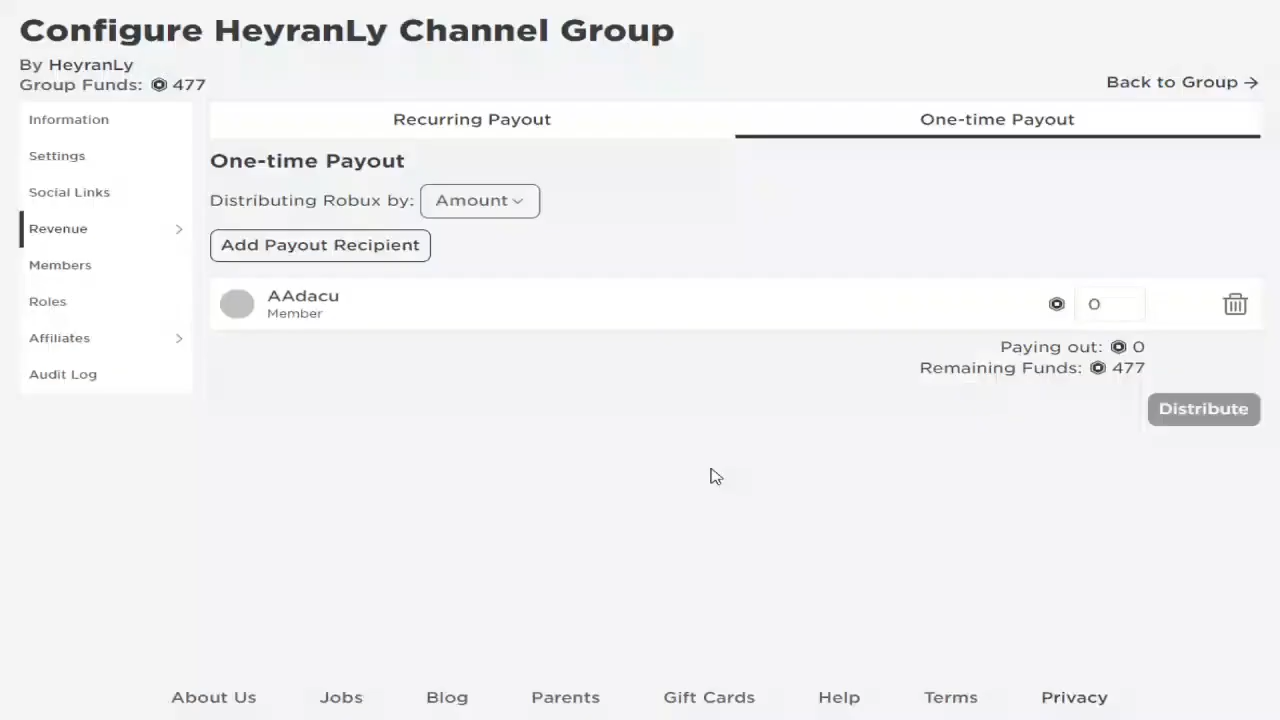 Configure HeyranLy Channel Group
By HeyranLy
Group Funds: 477
Back to Group →
Information
Settings
Social Links
Revenue
Members
Roles
Affiliates
Audit Log
Recurring Payout
One-time Payout
One-time Payout
Distributing Robux by: Amount
Add Payout Recipient
AAdacu
Member
0
Paying out: 0
Remaining Funds: 477
Distribute
About Us Jobs Blog Parents Gift Cards Help Terms Privacy